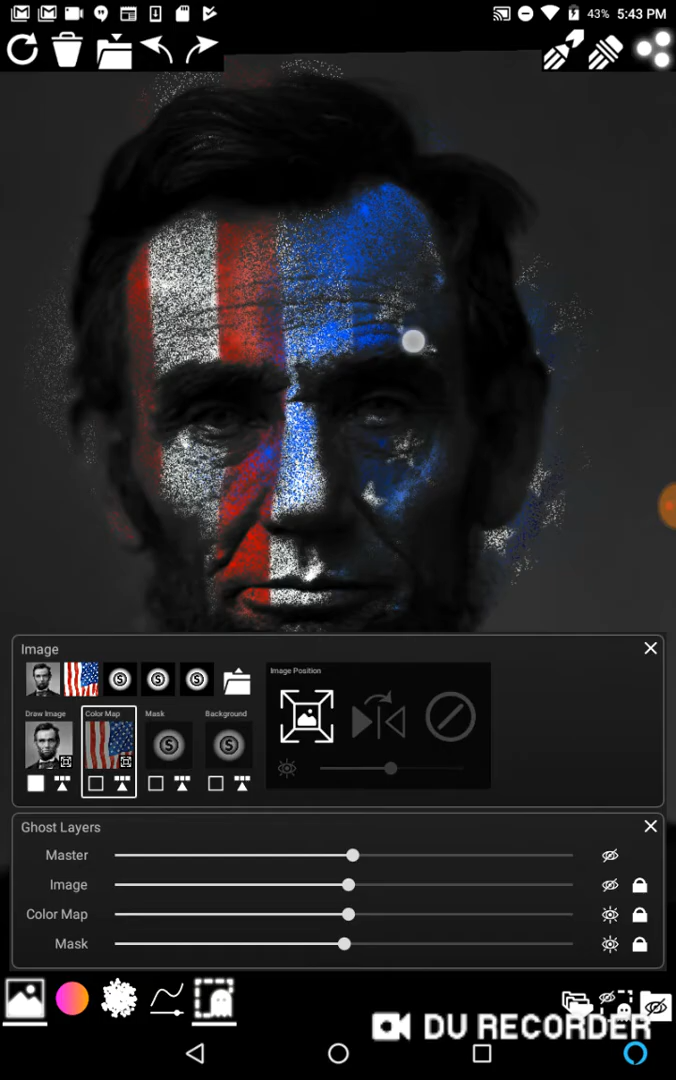 43% 5:43 PM
Image
Draw Image Color Map Mask Background
Image Position
S S S
S S
Ghost Layers
Master
Image
Color Map
Mask
DU RECORDER